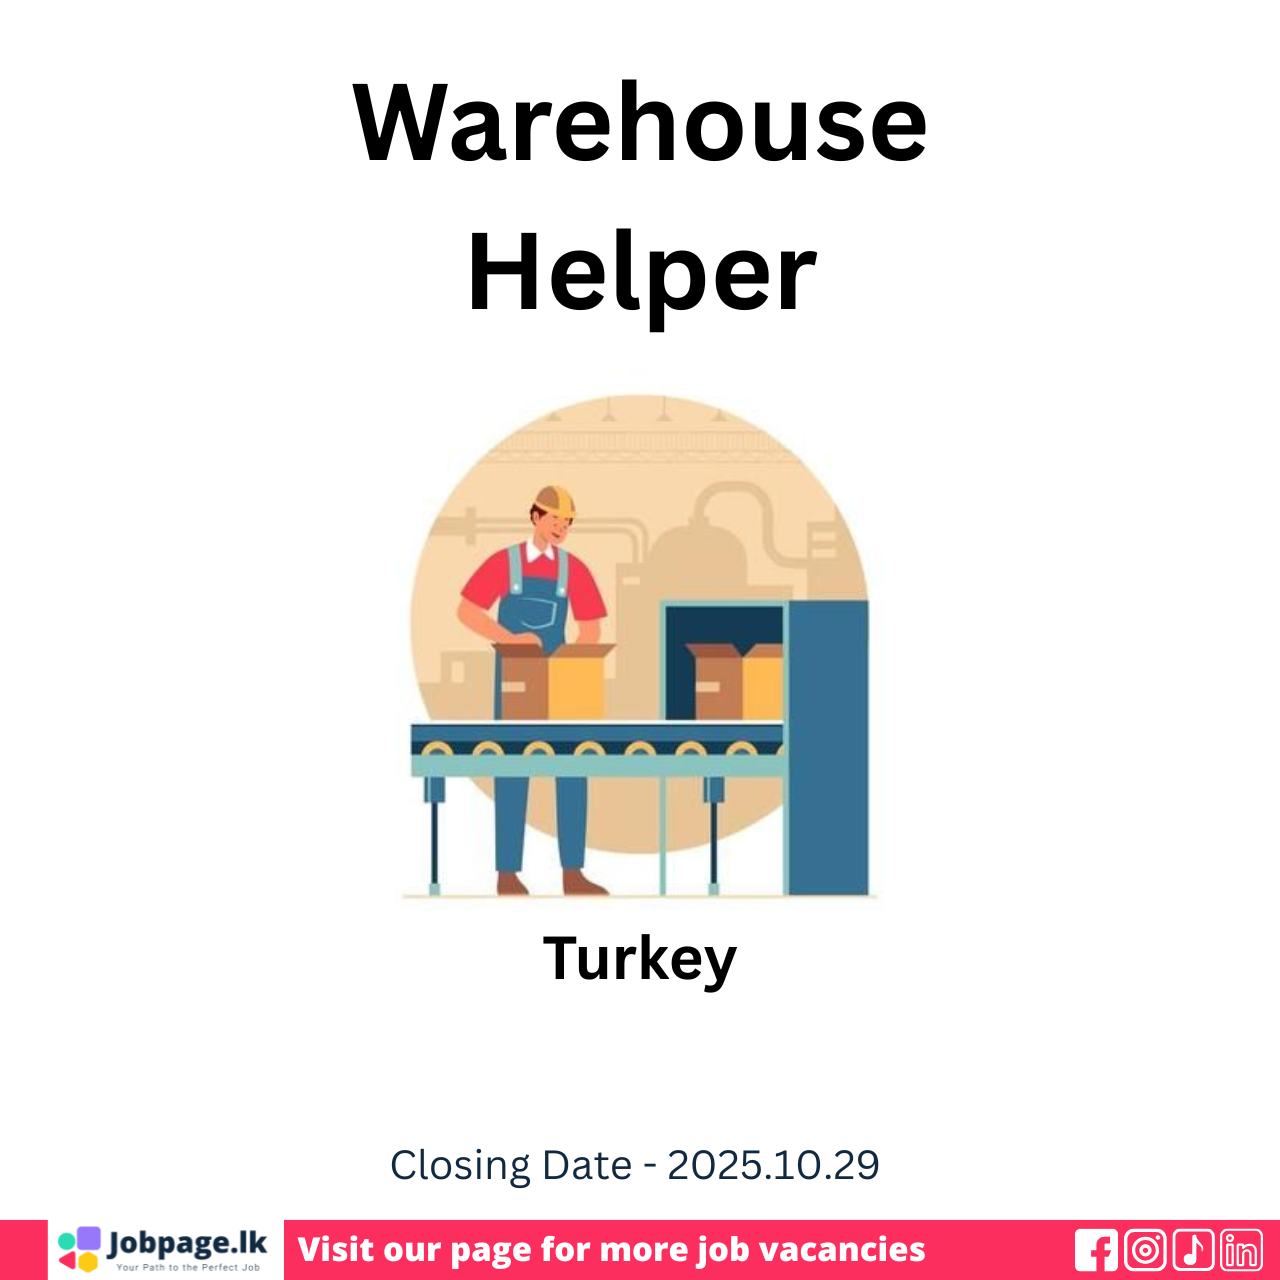 Warehouse
Helper
Turkey
Closing Date - 2025.10.29
Jobpage.lk
Your Path to the Perfect Job
Visit our page for more job vacancies